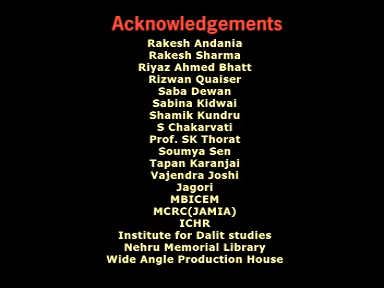 Acknowledgements
Rakesh Andania
Rakesh Sharma
Riyaz Ahmed Bhatt
Rizwan Quaiser
Saba Dewan
Sabina Kidwai
Shamik Kundru
S Chakarvati
Prof. SK Thorat
Soumya Sen
Tapan Karanjai
Vajendra Joshi
Jagori
MBICEM
MCRC(JAMIA)
ICHR
Institute for Dalit studies
Nehru Memorial Library
Wide Angle Production House